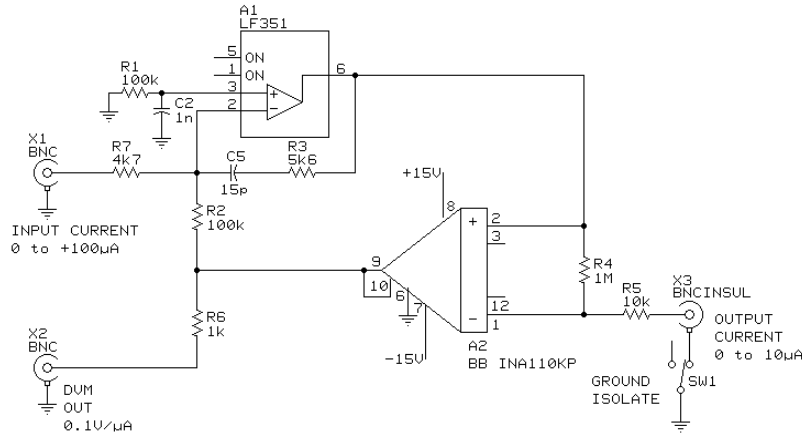 A1
LF351
5 ON
1 ON
3 +
2 −
6
R1
100k
C2
1n
X1
BNC
R7
4k7
C5
15p
R3
5k6
INPUT CURRENT
0 to +100µA
R2
100k
+15V
8
+ 2
3
9
10
6
7
− 12
1
R4
1M
R5
10k
X3
BNCINSUL
OUTPUT
CURRENT
0 to 10µA
R6
1k
-15V
A2
BB INA110KP
GROUND
ISOLATE
SW1
X2
BNC
DVM
OUT
0.1V/µA